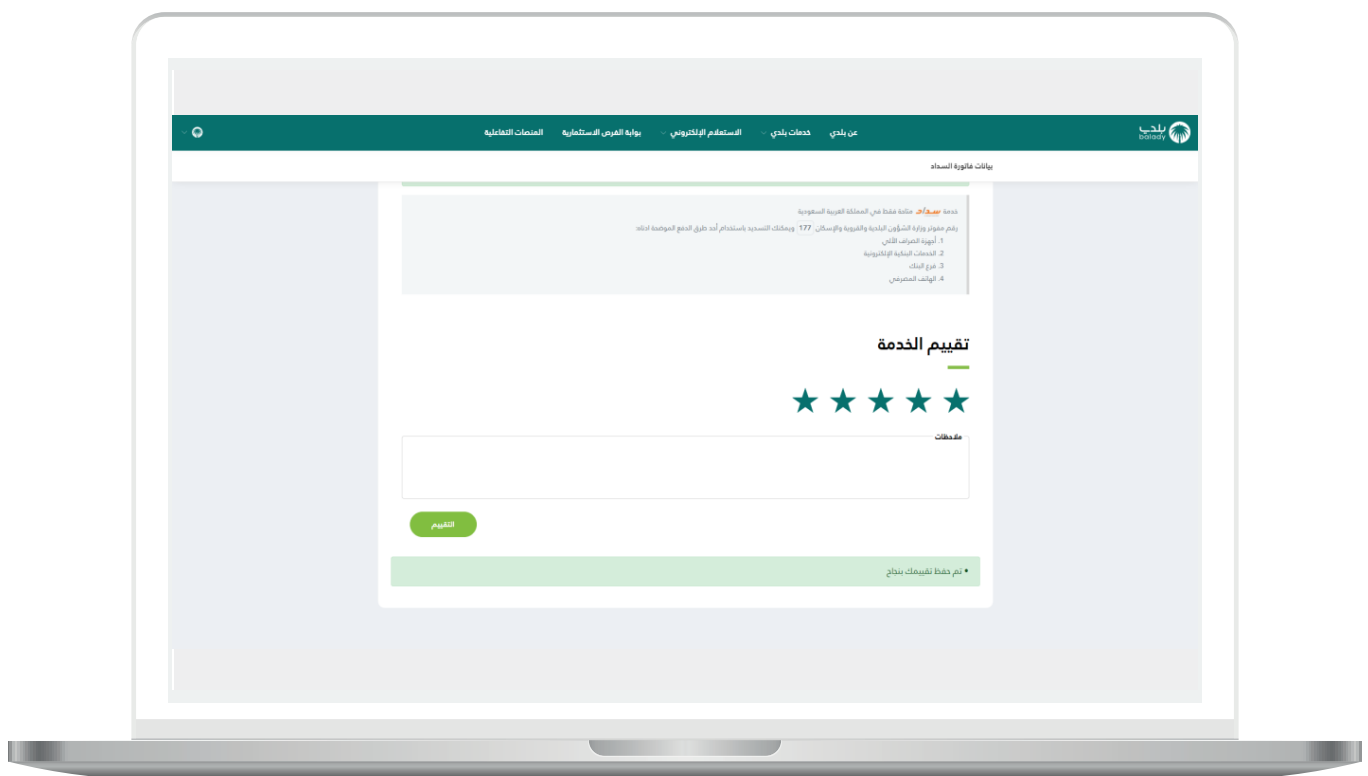 بلدي
balady
عن بلدي
خدمات بلدي
الاستعلام الإلكتروني
بوابة الفرص الاستثمارية
المنصات التفاعلية
بيانات فاتورة السداد
خدمة سداد متاحة فقط في المملكة العربية السعودية
رقم مفوتر وزارة الشؤون البلدية والقروية والإسكان 177 ويمكنك التسديد باستخدام أحد طرق الدفع الموضحة ادناه
1. أجهزة الصراف الآلي
2. الخدمات البنكية الإلكترونية
3. فرع البنك
4. الهاتف المصرفي
تقييم الخدمة
ملاحظات
التقييم
• تم حفظ تقييمك بنجاح